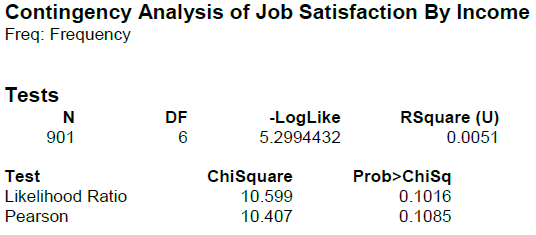 Contingency Analysis of Job Satisfaction By Income
Freq: Frequency
Tests
N DF -LogLike RSquare (U)
901 6 5.2994432 0.0051
Test ChiSquare Prob>ChiSq
Likelihood Ratio 10.599 0.1016
Pearson 10.407 0.1085